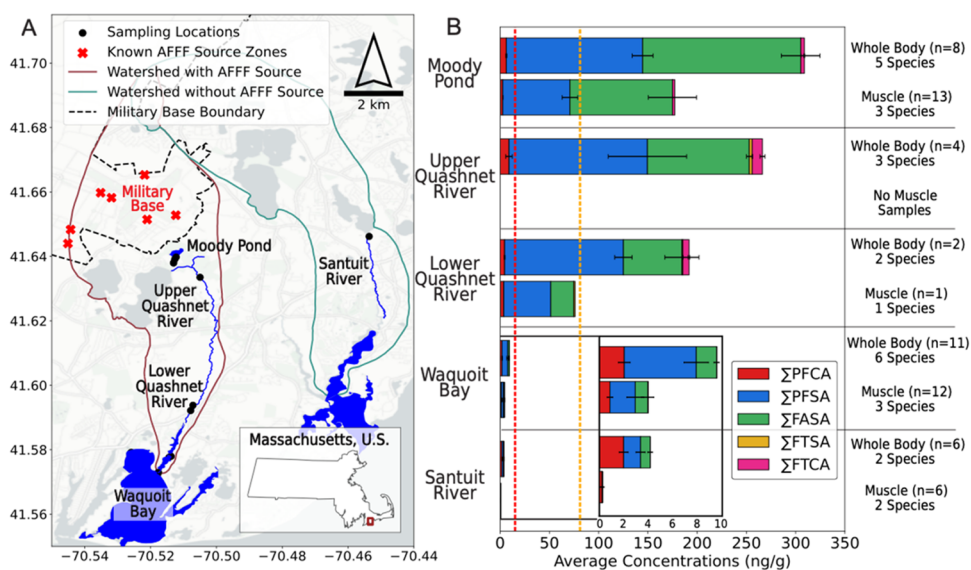 A
Sampling Locations
Known AFFF Source Zones
Watershed with AFFF Source
Watershed without AFFF Source
Military Base Boundary
2 km
41.70
41.68
41.66
41.64
41.62
41.60
41.58
41.56
Military
Base
Moody Pond
Upper
Quashnet
River
Santuit
River
Lower
Quashnet
River
Waquoit
Bay
Massachusetts, U.S.
−70.54
−70.52
−70.50
−70.48
−70.46
−70.44
B
Moody
Pond
Whole Body (n=8)
5 Species
Muscle (n=13)
3 Species
Upper
Quashnet
River
Whole Body (n=4)
3 Species
No Muscle
Samples
Lower
Quashnet
River
Whole Body (n=2)
2 Species
Muscle (n=1)
1 Species
Waquoit
Bay
Whole Body (n=11)
6 Species
Muscle (n=12)
3 Species
Santuit
River
Whole Body (n=6)
2 Species
Muscle (n=6)
2 Species
∑PFCA
∑PFSA
∑FASA
∑FTSA
∑FTCA
0 2 4 6 8 10
0 50 100 150 200 250 300 350
Average Concentrations (ng/g)